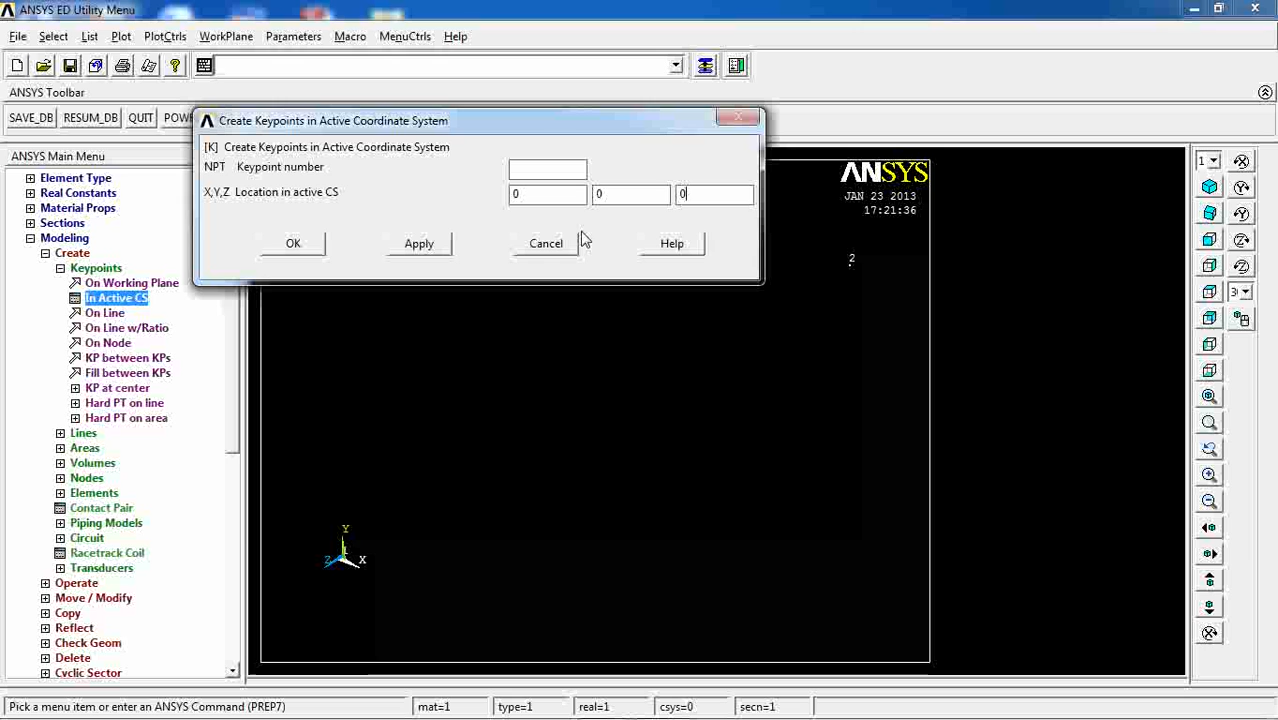 ANSYS ED Utility Menu
File Select List Plot PlotCtrls WorkPlane Parameters Macro MenuCtrls Help
ANSYS Toolbar
SAVE_DB RESUM_DB QUIT
Create Keypoints in Active Coordinate System
[K] Create Keypoints in Active Coordinate System
NPT Keypoint number
X,Y,Z Location in active CS 0 0 0
OK Apply Cancel Help
ANSYS Main Menu
Element Type
Real Constants
Material Props
Sections
Modeling
Create
Keypoints
On Working Plane
In Active CS
On Line
On Line w/Ratio
On Node
KP between KPs
Fill between KPs
KP at center
Hard PT on line
Hard PT on area
Lines
Areas
Volumes
Nodes
Elements
Contact Pair
Piping Models
Circuit
Racetrack Coil
Transducers
Operate
Move / Modify
Copy
Reflect
Check Geom
Delete
Cyclic Sector
ANSYS
JAN 23 2013
17:21:36
2
Y
Z X
1
Pick a menu item or enter an ANSYS Command (PREP7) mat=1 type=1 real=1 csys=0 secn=1